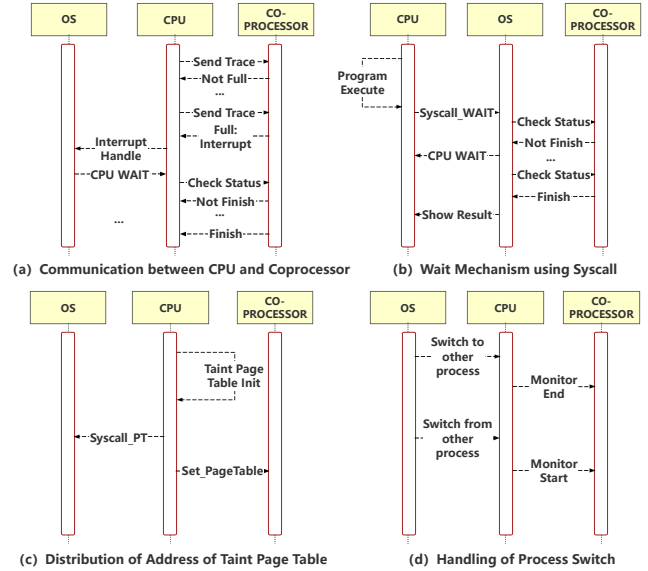 OS
CPU
CO-
PROCESSOR
Send Trace
Not Full
...
Send Trace
Full:
Interrupt
Interrupt
Handle
CPU WAIT
Check Status
Not Finish
...
...
Finish
(a) Communication between CPU and Coprocessor
CPU
OS
CO-
PROCESSOR
Program
Execute
Syscall_WAIT
Check Status
Not Finish
CPU WAIT
...
Check Status
Finish
Show Result
(b) Wait Mechanism using Syscall
OS
CPU
CO-
PROCESSOR
Taint Page
Table Init
Syscall_PT
Set_PageTable
(c) Distribution of Address of Taint Page Table
OS
CPU
CO-
PROCESSOR
Switch to
other
process
Monitor
End
Switch from
other
process
Monitor
Start
(d) Handling of Process Switch